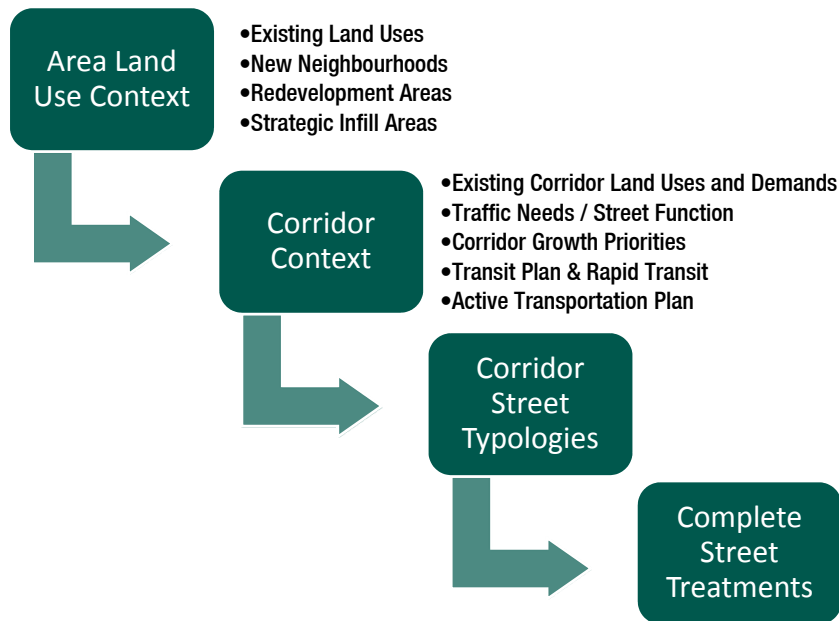 Area Land
Use Context
•Existing Land Uses
•New Neighbourhoods
•Redevelopment Areas
•Strategic Infill Areas
Corridor
Context
•Existing Corridor Land Uses and Demands
•Traffic Needs / Street Function
•Corridor Growth Priorities
•Transit Plan & Rapid Transit
•Active Transportation Plan
Corridor
Street
Typologies
Complete
Street
Treatments